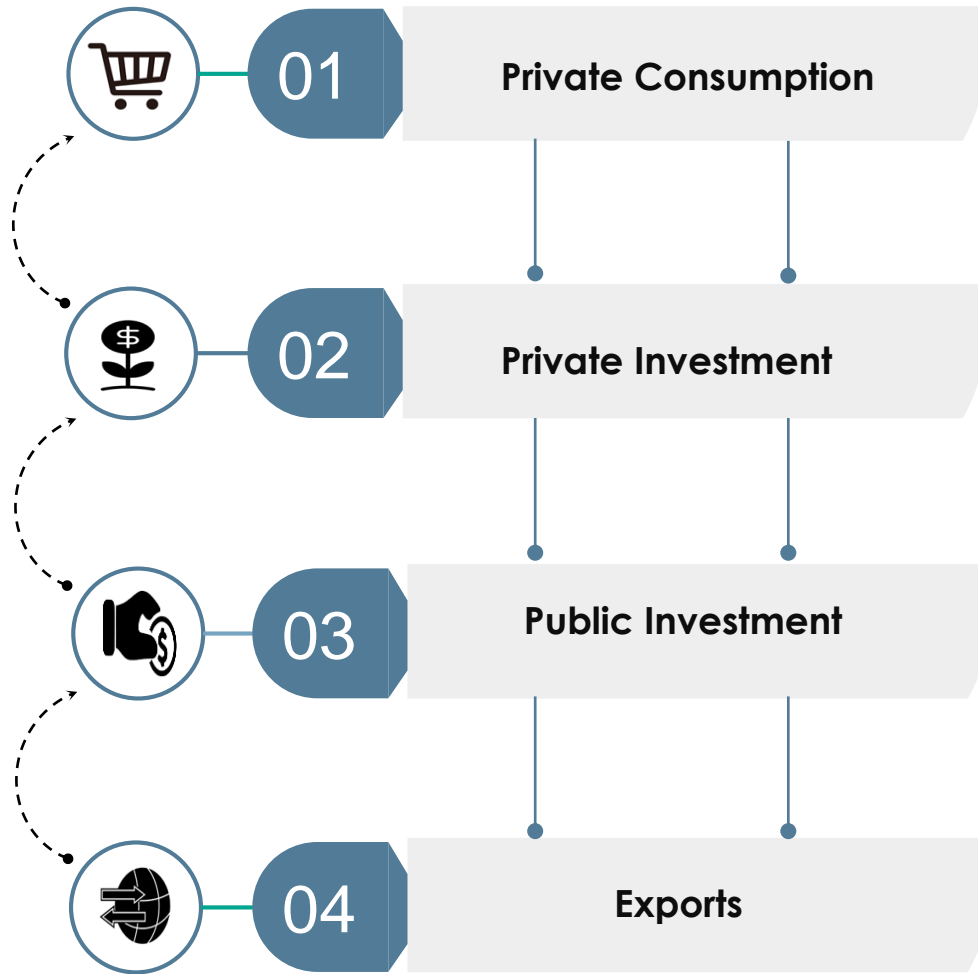 01
Private Consumption
$
02
Private Investment
03
Public Investment
$
04
Exports